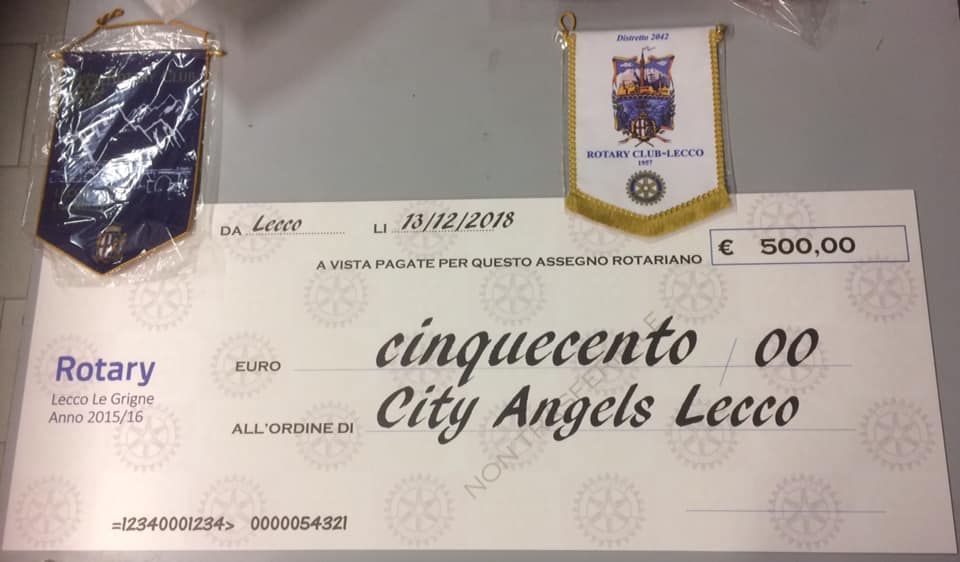 CLUB
Distretto 2042
ROTARY CLUB~LECCO
1957
DA Lecco LI 13/12/2018
€ 500,00
A VISTA PAGATE PER QUESTO ASSEGNO ROTARIANO
Rotary
Lecco Le Grigne
Anno 2015/16
EURO cinquecento / 00
ALL'ORDINE DI City Angels Lecco
=12340001234> 0000054321